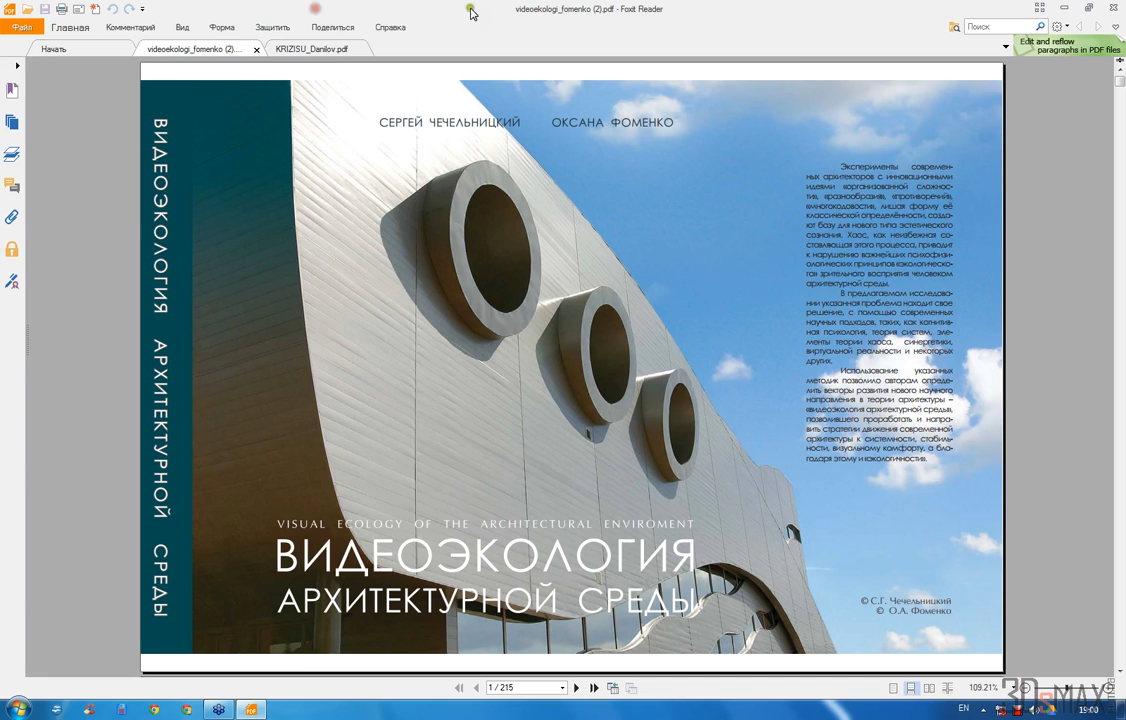 videoekologi_fomenko (2).pdf - Foxit Reader
Файл Главная Комментарий Вид Форма Защитить Поделиться Справка
Поиск
Начать
videoekologi_fomenko (2)....
KRIZISU_Danilov.pdf
Edit and reflow
paragraphs in PDF files
ВИДЕОЭКОЛОГИЯ АРХИТЕКТУРНОЙ СРЕДЫ
СЕРГЕЙ ЧЕЧЕЛЬНИЦКИЙ ОКСАНА ФОМЕНКО
Эксперименты современ-
ных архитекторов с инновационными
идеями «организованной сложнос-
ти», «разнообразия», «противоречий»,
«многокодовости», лишая форму её
классической определённости, созда-
ют базу для нового типа эстетического
сознания. Хаос, как неизбежная со-
ставляющая этого процесса, приводит
к нарушению важнейших психофизи-
ологических принципов «экологическо-
го» зрительного восприятия человеком
архитектурной среды.
В предлагаемом исследова-
нии указанная проблема находит свое
решение, с помощью современных
научных подходов, таких, как когнитив-
ная психология, теория систем, эле-
менты теории хаоса, синергетики,
виртуальной реальности и некоторых
других.
Использование указанных
методик позволило авторам опреде-
лить векторы развития нового научного
направления в теории архитектуры –
«видеоэкология архитектурной среды»,
позволившего проработать и напра-
вить стратегии движения современной
архитектуры к системности, стабиль-
ности, визуальному комфорту, а бла-
годаря этому и «экологичности».
VISUAL ECOLOGY OF THE ARCHITECTURAL ENVIROMENT
ВИДЕОЭКОЛОГИЯ
АРХИТЕКТУРНОЙ СРЕДЫ
© С.Г. Чечельницкий
© О.А. Фоменко
1 / 215
109.21%
EN
19:00